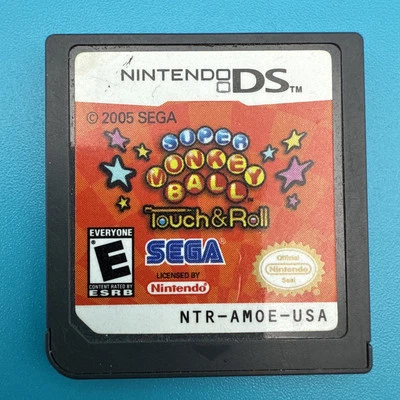 NINTENDO DS TM
© 2005 SEGA
SUPER
MONKEY
BALL
Touch & Roll
EVERYONE
E
CONTENT RATED BY
ESRB
SEGA
LICENSED BY
Nintendo
Official
Nintendo
Seal
NTR-AMOE-USA